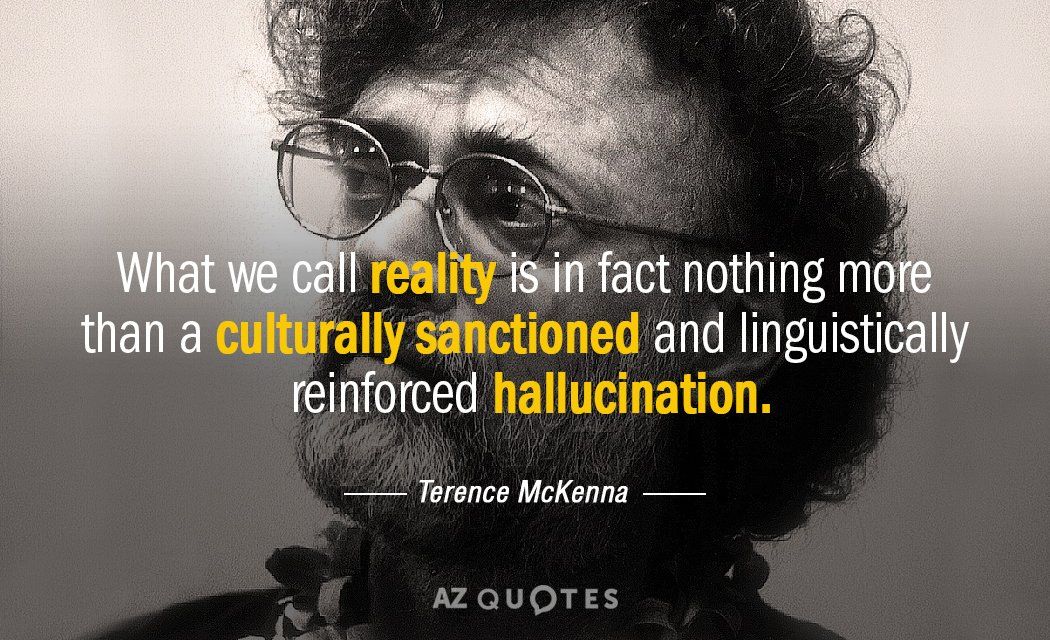 What we call reality is in fact nothing more
than a culturally sanctioned and linguistically
reinforced hallucination.
Terence McKenna
AZ QUOTES